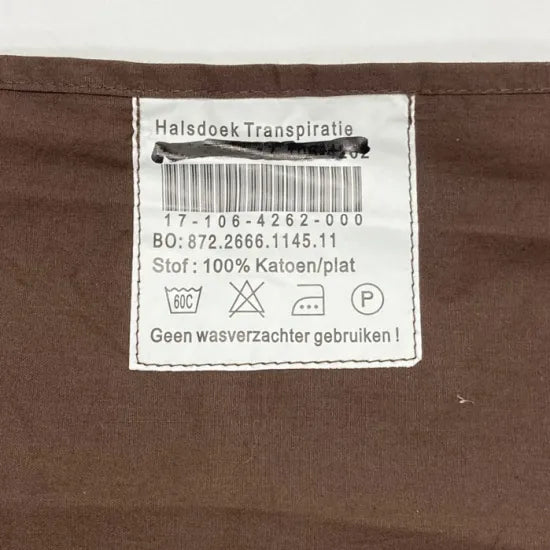 Halsdoek Transpiratie
17-106-4262-000
BO: 872.2666.1145.11
Stof : 100% Katoen/plat
60C P
Geen wasverzachter gebruiken !